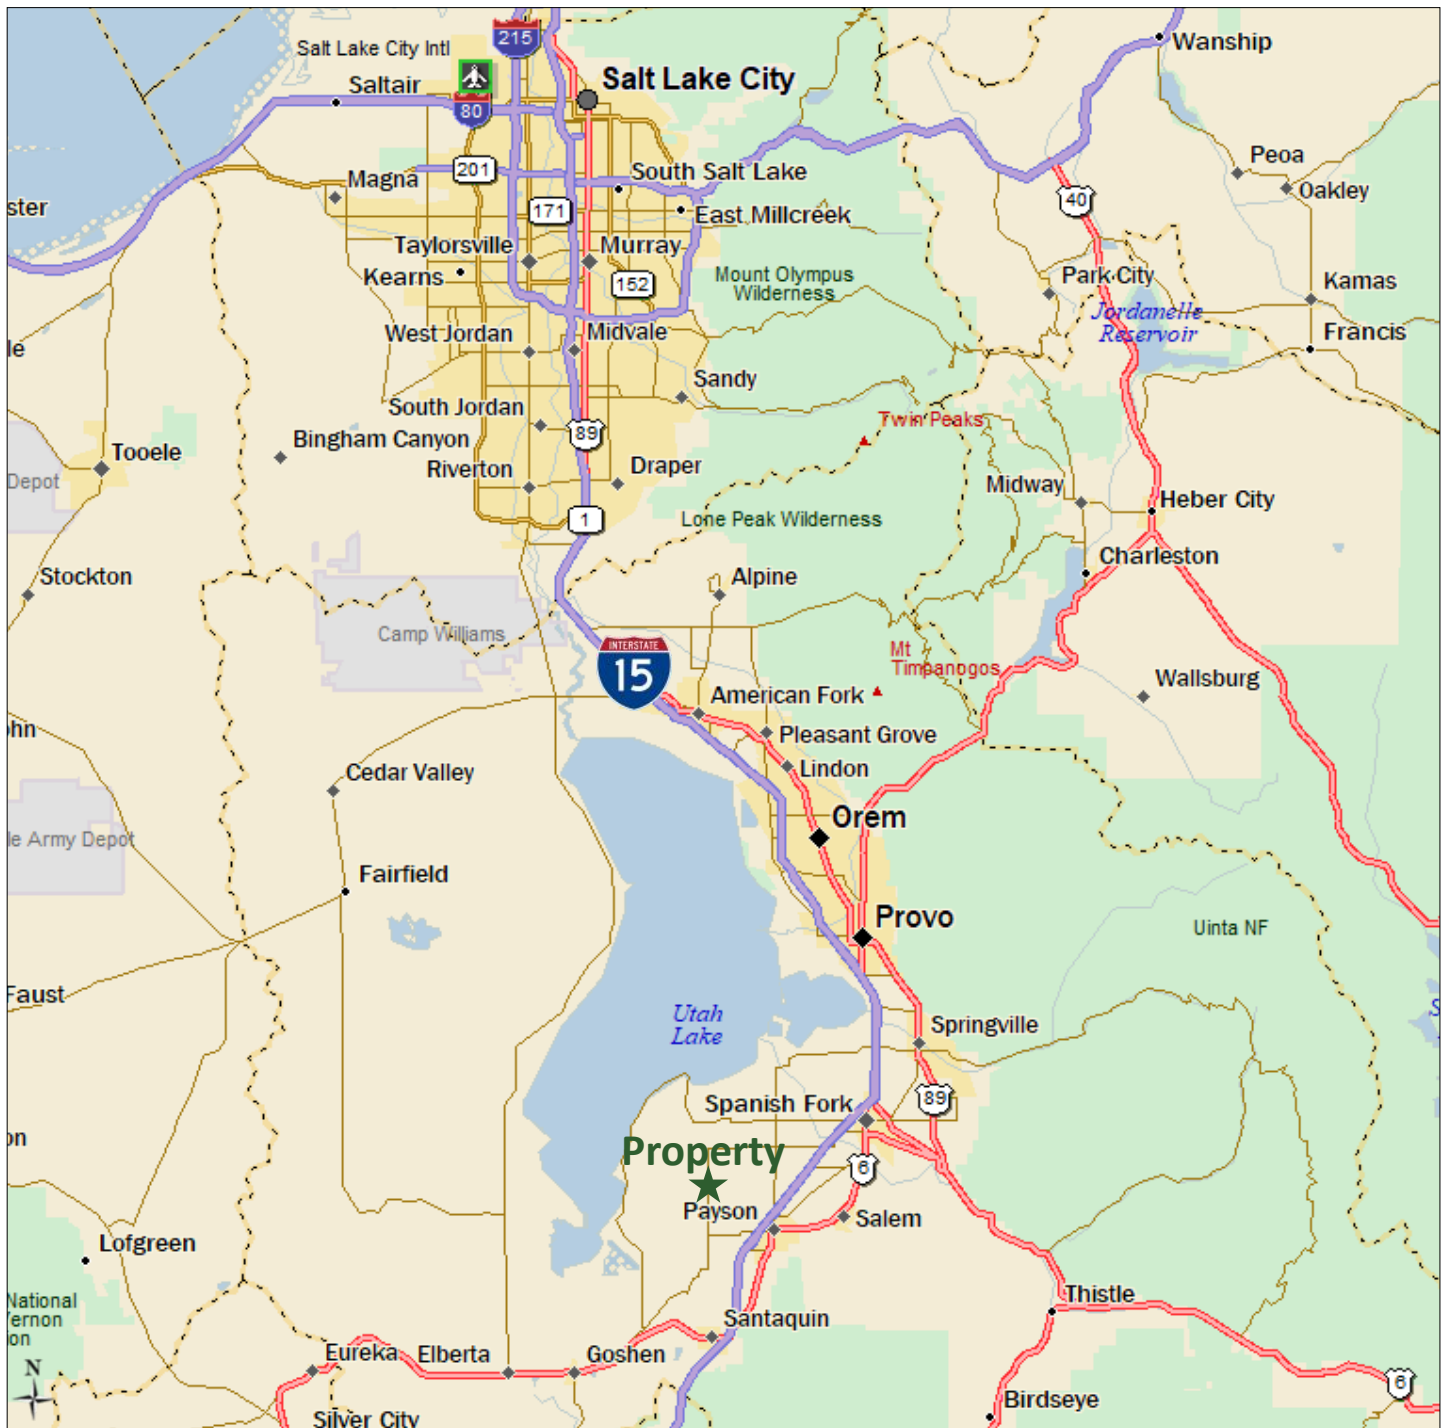 215
Salt Lake City Intl
Wanship
Saltair
Salt Lake City
80
Peoa
201
Magna
South Salt Lake
Oakley
40
ster
171
East Millcreek
Taylorsville
Murray
Kearns
152
Mount Olympus
Wilderness
Park City
Kamas
Jordanelle
Reservoir
West Jordan
Midvale
Francis
le
Sandy
South Jordan
Twin Peaks
89
Bingham Canyon
Tooele
Riverton
Draper
Depot
Midway
Heber City
1
Lone Peak Wilderness
Charleston
Stockton
Alpine
Camp Williams
INTERSTATE
15
Mt
Timpanogos
Wallsburg
American Fork
ohn
Pleasant Grove
Cedar Valley
Lindon
Orem
le Army Depot
Fairfield
Provo
Uinta NF
Faust
Utah
Lake
S
Springville
89
Spanish Fork
on
Property
6
Payson
Salem
Lofgreen
National
Vernon
on
Thistle
Santaquin
Eureka
Elberta
Goshen
N
6
Birdseye
Silver City